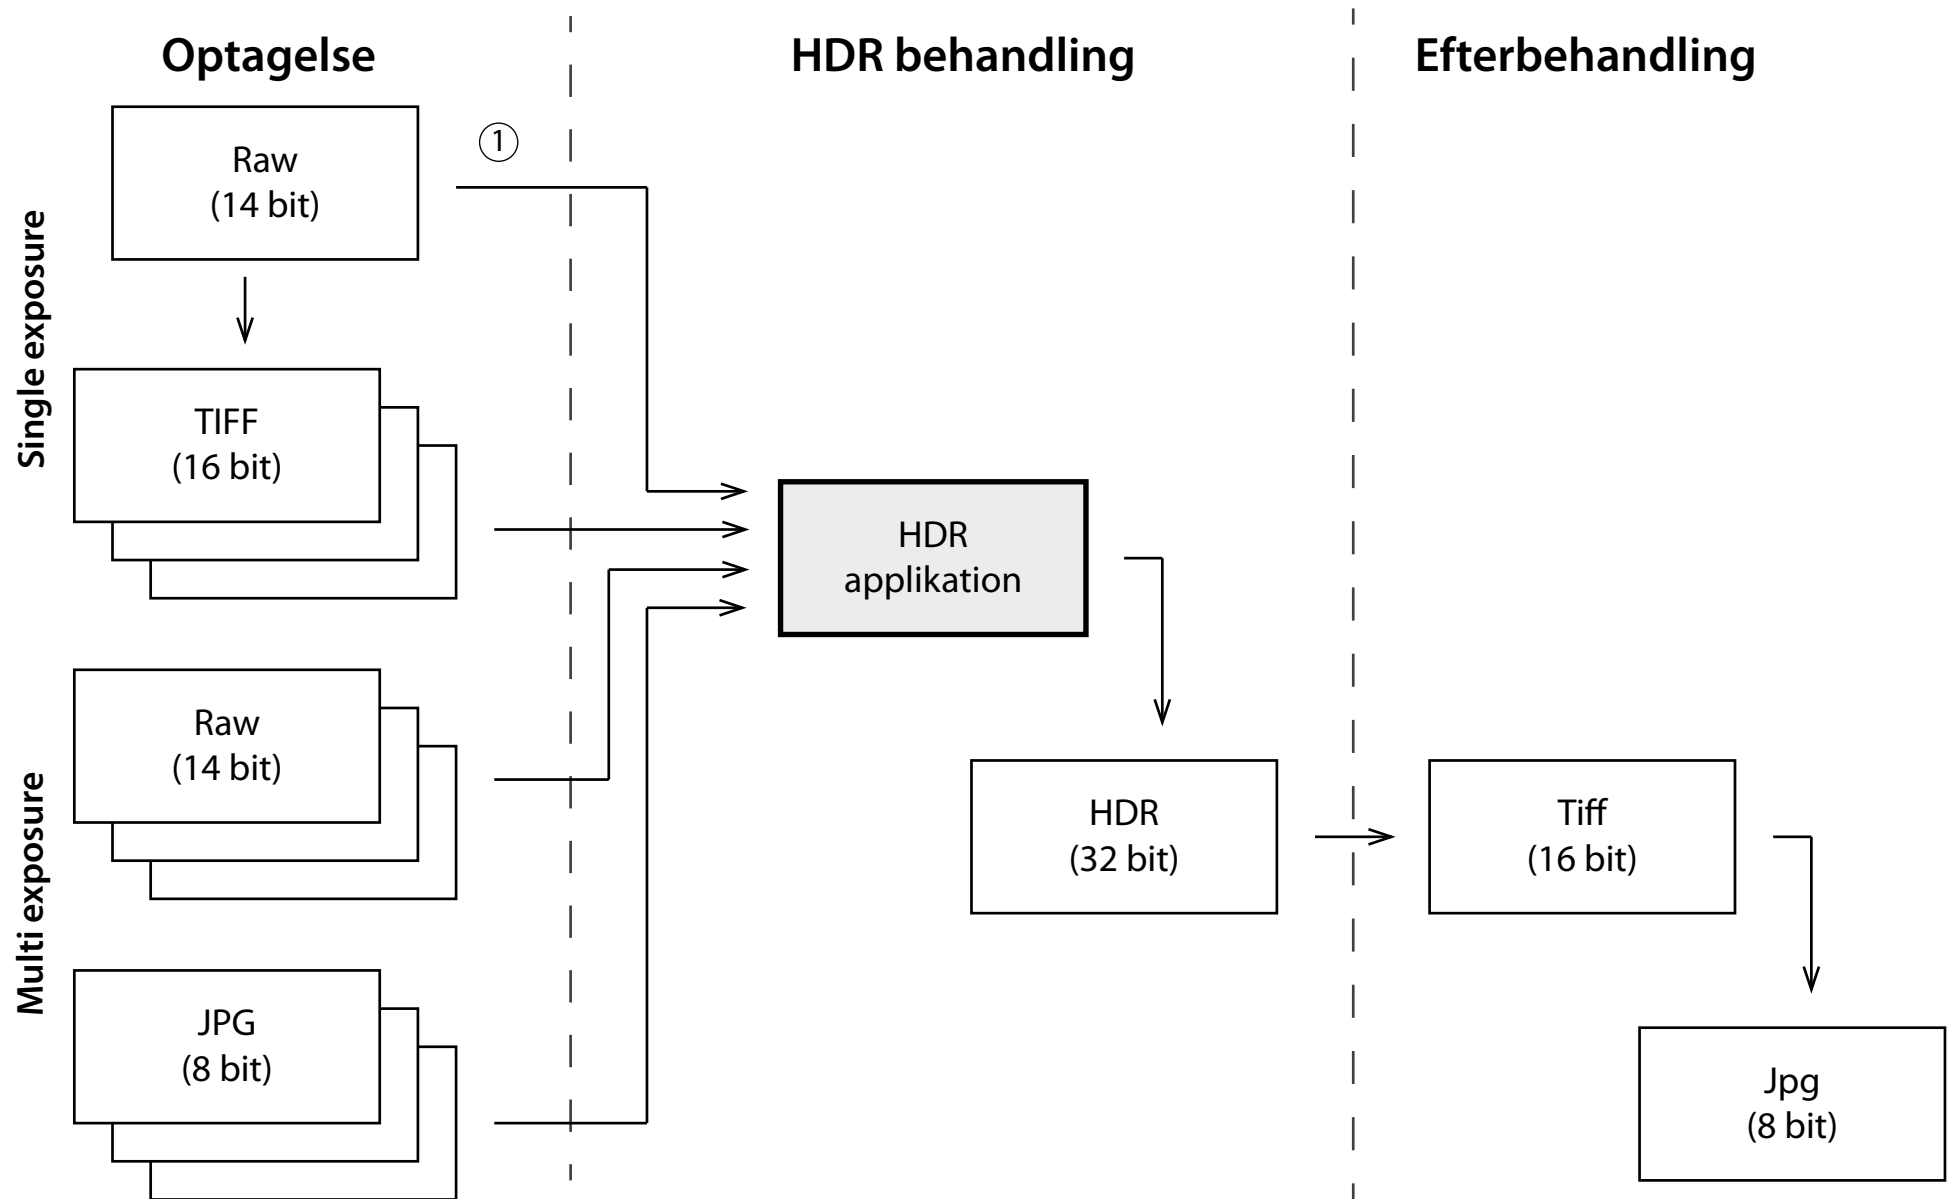 Optagelse
HDR behandling
Efterbehandling
Single exposure
Raw
(14 bit)
1
TIFF
(16 bit)
Multi exposure
Raw
(14 bit)
JPG
(8 bit)
HDR
applikation
HDR
(32 bit)
Tiff
(16 bit)
Jpg
(8 bit)